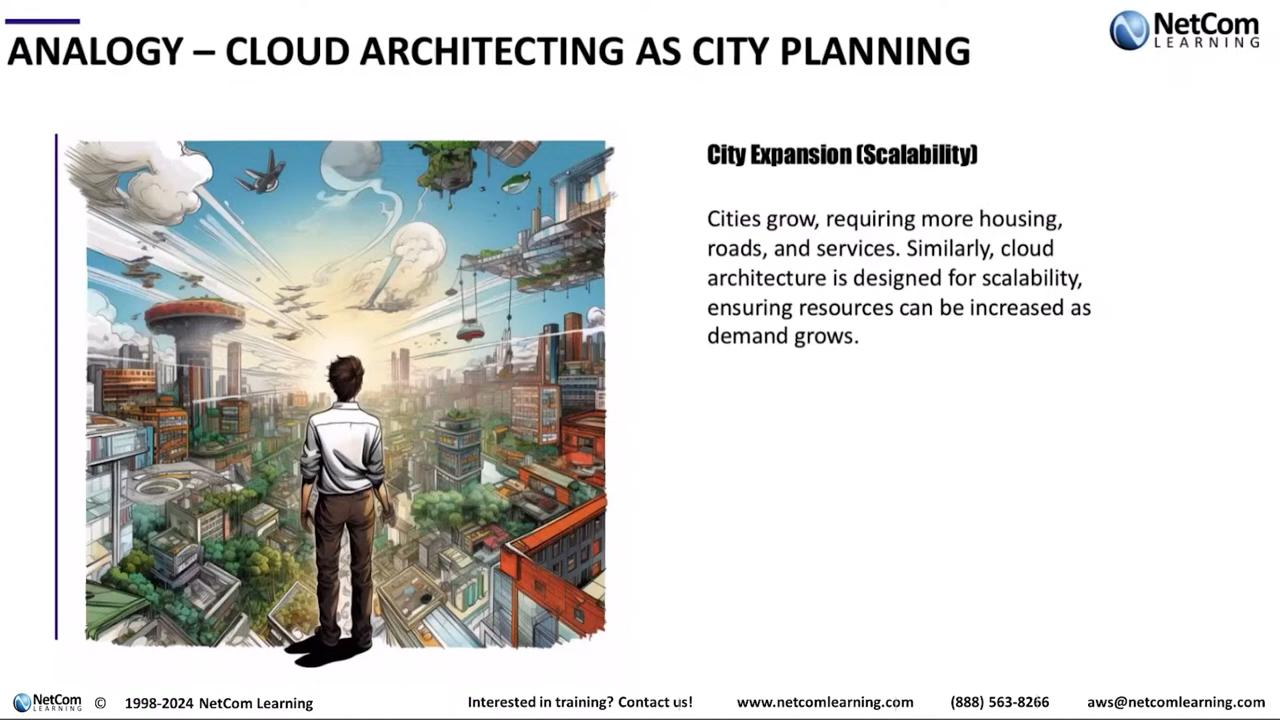 ANALOGY – CLOUD ARCHITECTING AS CITY PLANNING
NetCom
LEARNING
City Expansion (Scalability)
Cities grow, requiring more housing,
roads, and services. Similarly, cloud
architecture is designed for scalability,
ensuring resources can be increased as
demand grows.
NetCom
LEARNING
© 1998-2024 NetCom Learning
Interested in training? Contact us!
www.netcomlearning.com
(888) 563-8266
aws@netcomlearning.com